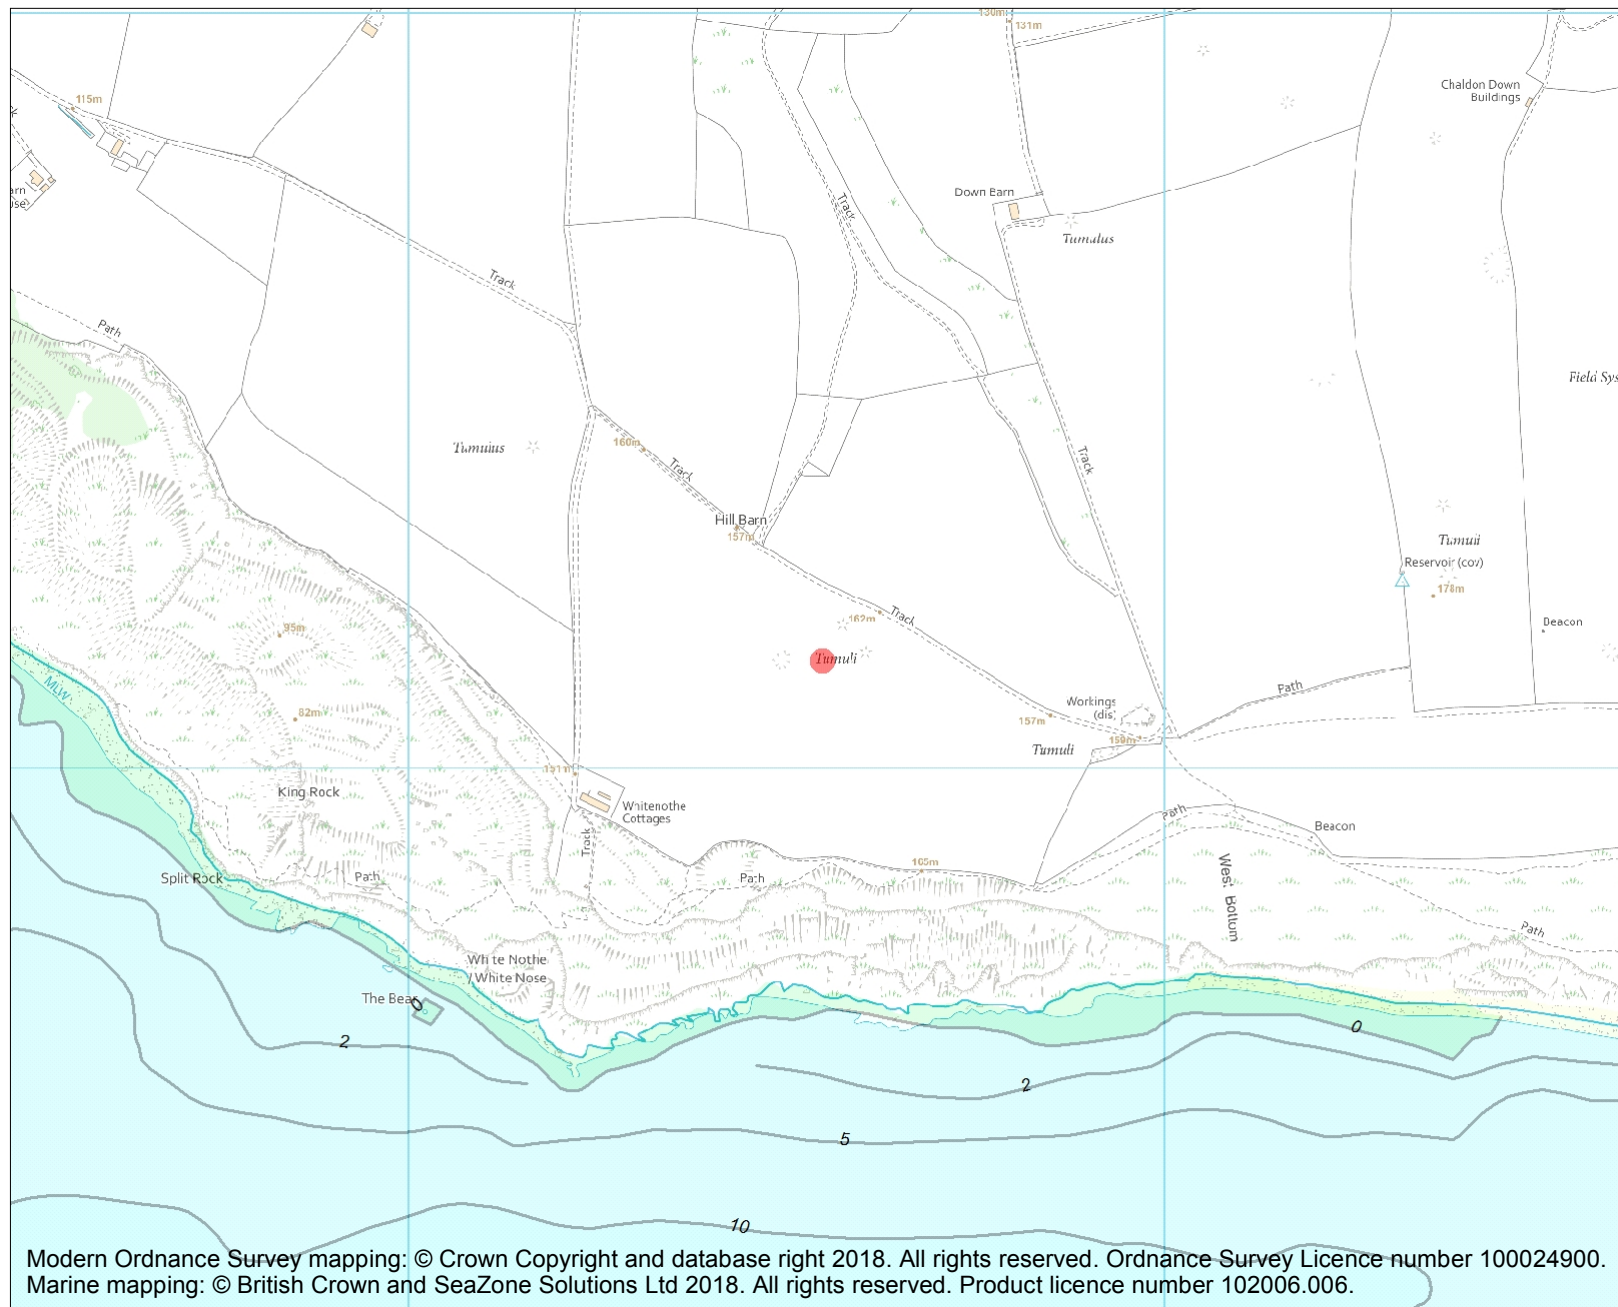 130m
131m
115m
Chaldon Down
Buildings
Down Barn
Track
Tumulus
Track
Path
Field Sys
160m
Tumulus
Track
Track
Hill Barn
157m
Tumuli
Reservoir (cov)
178m
162m
Track
Beacon
95m
Tumuli
MLW
Path
82m
Workings
(dis)
157m
159m
Tumuli
151m
King Rock
Whitenothe
Cottages
Path
Beacon
Track
165m
Split Rock
Path
Path
West Bottom
Path
White Nothe
/ White Nose
The Bear
0
2
0
2
5
10
Modern Ordnance Survey mapping: © Crown Copyright and database right 2018. All rights reserved. Ordnance Survey Licence number 100024900.
Marine mapping: © British Crown and SeaZone Solutions Ltd 2018. All rights reserved. Product licence number 102006.006.